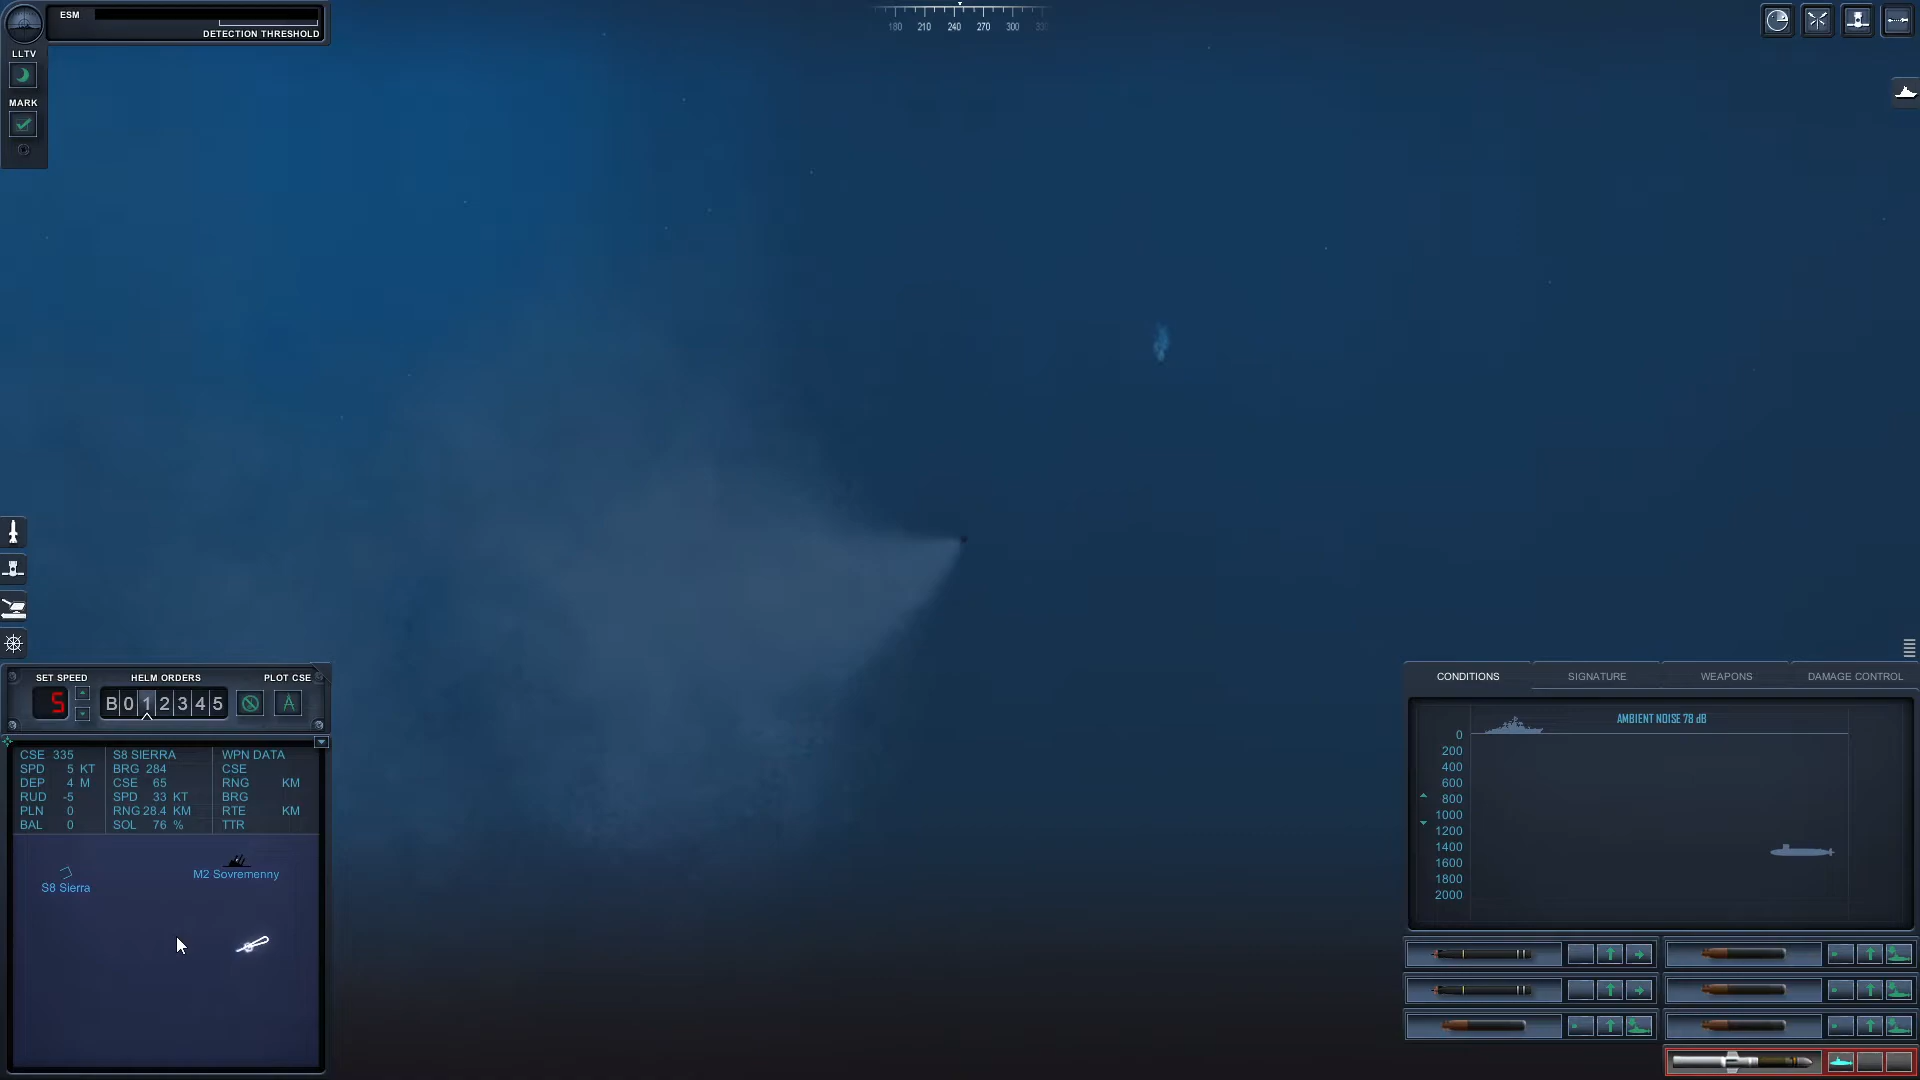 ESM
DETECTION THRESHOLD
180 210 240 270 300 330
LLTV
MARK
SET SPEED HELM ORDERS PLOT CSE
5 B 0 1 2 3 4 5
CSE 335 S8 SIERRA WPN DATA
SPD 5 KT BRG 284 CSE
DEP 4 M CSE 65 RNG KM
RUD -5 SPD 33 KT BRG
PLN 0 RNG 28.4 KM RTE KM
BAL 0 SOL 76 % TTR
M2 Sovremenny
S8 Sierra
CONDITIONS SIGNATURE WEAPONS DAMAGE CONTROL
AMBIENT NOISE 78 dB
0
200
400
600
800
1000
1200
1400
1600
1800
2000